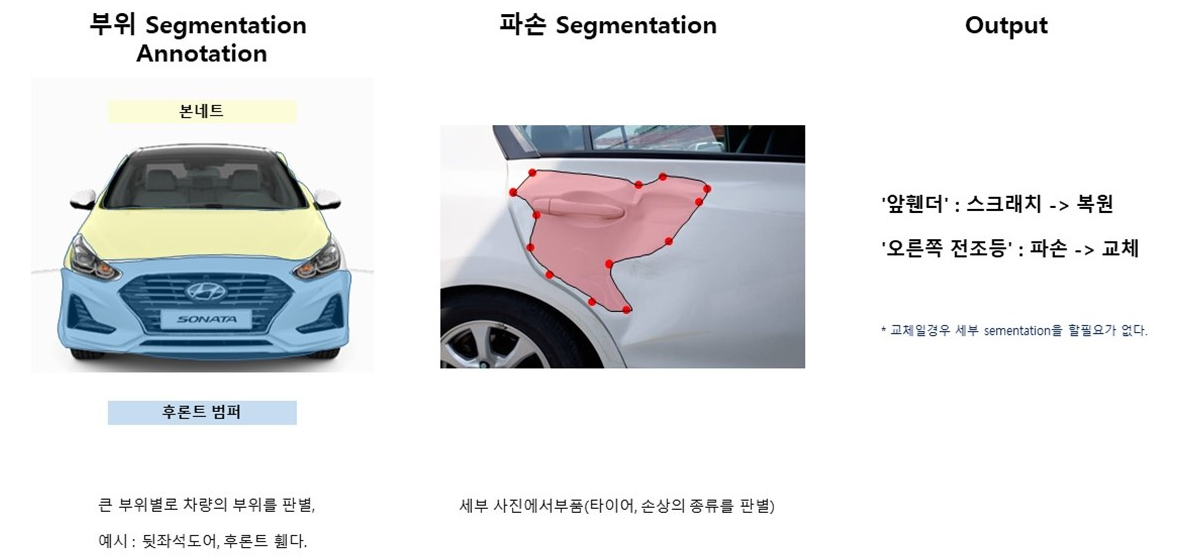 부위 Segmentation
Annotation
본네트
SONATA
후론트 범퍼
큰 부위별로 차량의 부위를 판별,
예시 : 뒷좌석도어, 후론트 휀다.
파손 Segmentation
세부 사진에서부품(타이어, 손상의 종류를 판별)
Output
'앞휀더' : 스크래치 -> 복원
'오른쪽 전조등' : 파손 -> 교체
* 교체일경우 세부 sementation을 할필요가 없다.